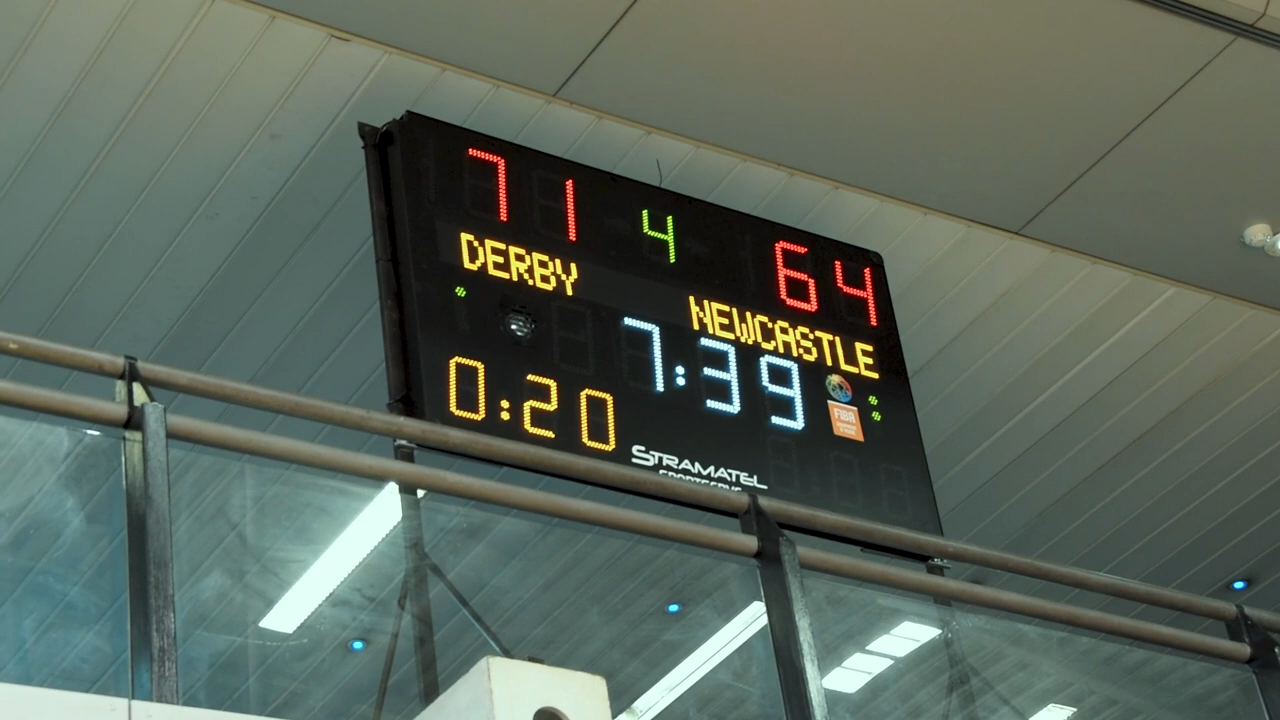 71 4 64
DERBY NEWCASTLE
7:39
0:20
FIBA
STRAMATEL